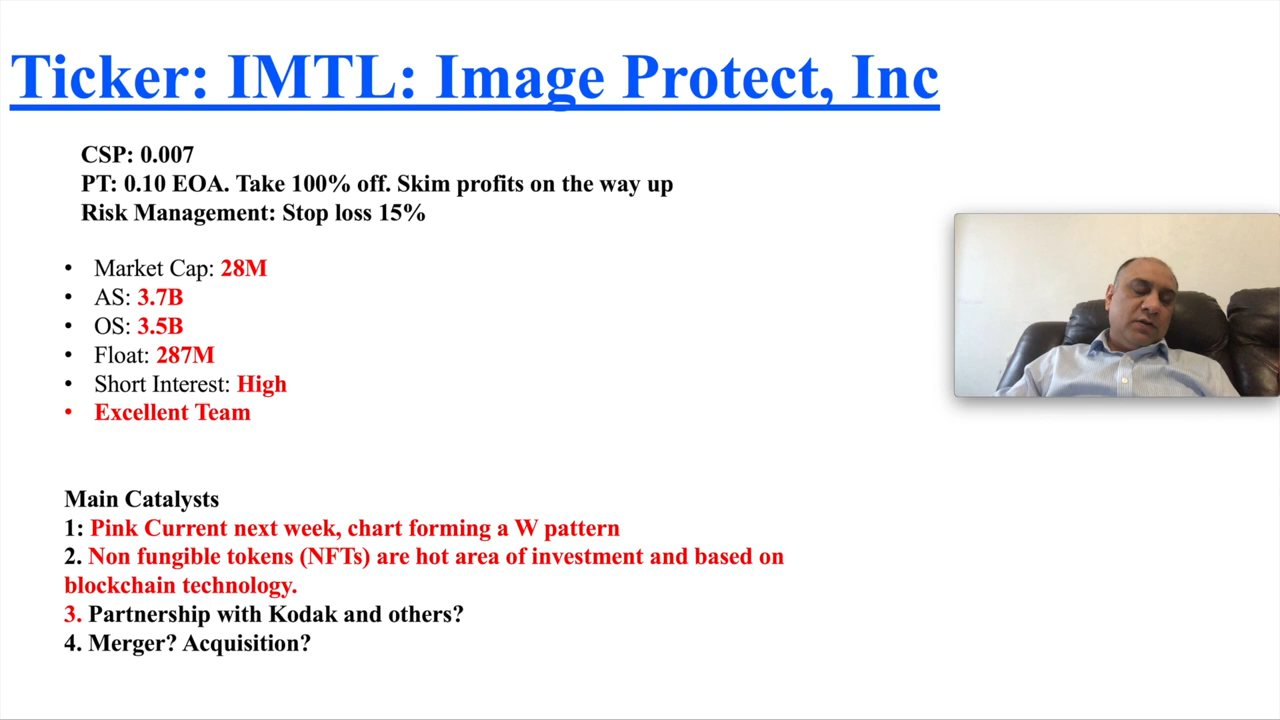 Ticker: IMTL: Image Protect, Inc
CSP: 0.007
PT: 0.10 EOA. Take 100% off. Skim profits on the way up
Risk Management: Stop loss 15%
• Market Cap: 28M
• AS: 3.7B
• OS: 3.5B
• Float: 287M
• Short Interest: High
• Excellent Team
Main Catalysts
1: Pink Current next week, chart forming a W pattern
2. Non fungible tokens (NFTs) are hot area of investment and based on
blockchain technology.
3. Partnership with Kodak and others?
4. Merger? Acquisition?